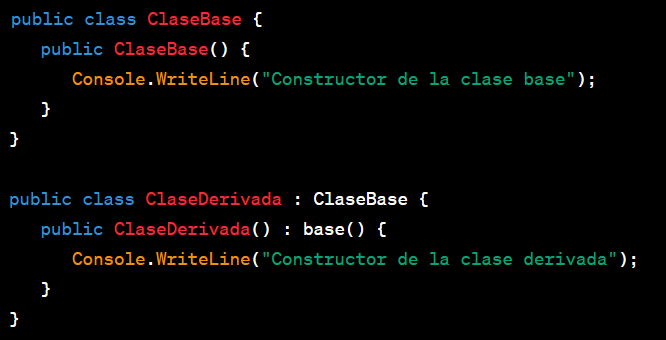 public class ClaseBase {
public ClaseBase() {
Console.WriteLine("Constructor de la clase base");
}
}
public class ClaseDerivada : ClaseBase {
public ClaseDerivada() : base() {
Console.WriteLine("Constructor de la clase derivada");
}
}